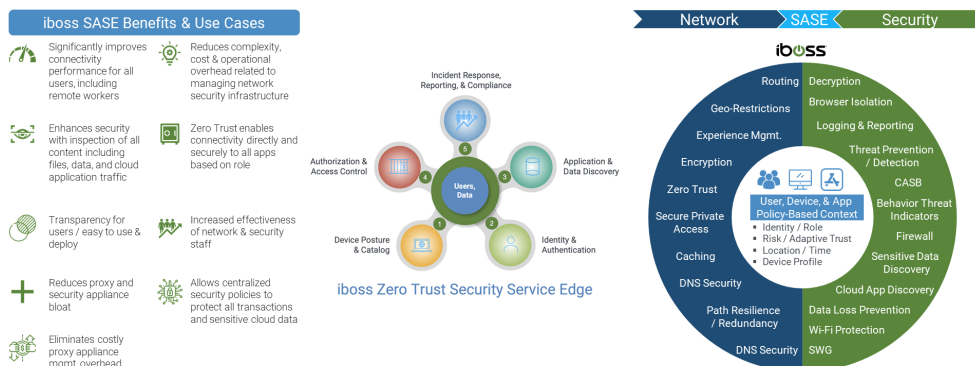 iboss SASE Benefits & Use Cases
Significantly improves
connectivity
performance for all
users, including
remote workers
Reduces complexity,
cost & operational
overhead related to
managing network
security infrastructure
Enhances security
with inspection of all
content including
files, data, and cloud
application traffic
Zero Trust enables
connectivity directly and
securely to all apps
based on role
Transparency for
users / easy to use &
deploy
Increased effectiveness
of network & security
staff
Reduces proxy and
security appliance
bloat
Allows centralized
security policies to
protect all transactions
and sensitive cloud data
Eliminates costly
proxy appliance
mgmt. overhead
Incident Response,
Reporting, & Compliance
5
Authorization &
Access Control
4
3
Application &
Data Discovery
Users,
Data
Device Posture
& Catalog
1
2
Identity &
Authentication
iboss Zero Trust Security Service Edge
Network
SASE
Security
iboss
Routing
Geo-Restrictions
Experience Mgmt.
Encryption
Zero Trust
Secure Private
Access
Caching
DNS Security
Path Resilience
/ Redundancy
DNS Security
User, Device, & App
Policy-Based Context
▪ Identity / Role
▪ Risk / Adaptive Trust
▪ Location / Time
▪ Device Profile
Decryption
Browser Isolation
Logging & Reporting
Threat Prevention
/ Detection
CASB
Behavior Threat
Indicators
Firewall
Sensitive Data
Discovery
Cloud App Discovery
Data Loss Prevention
Wi-Fi Protection
SWG